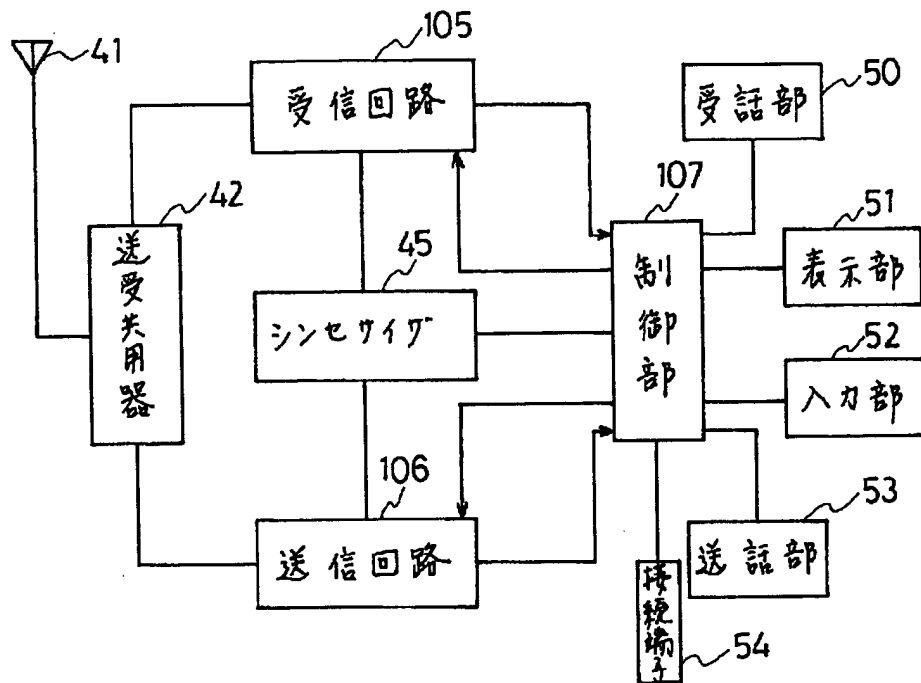 41
105
受信回路
50
受話部
42
送受共用器
107
制御部
51
表示部
45
シンセサイザ
52
入力部
106
送信回路
53
送話部
接続端子
54